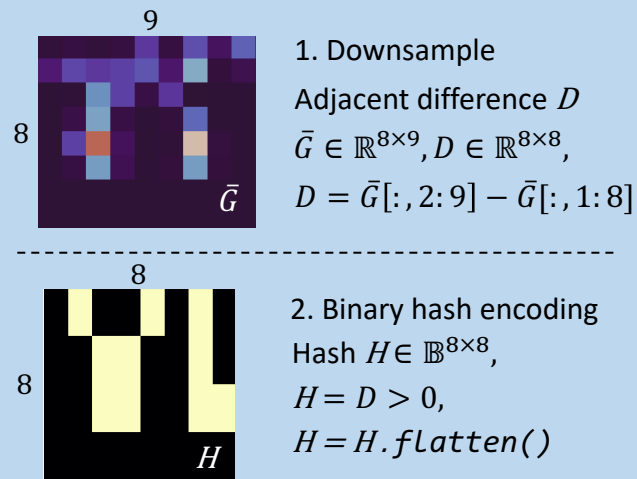 9
8
Ḡ
1. Downsample
Adjacent difference D
Ḡ ∈ ℝ^{8×9}, D ∈ ℝ^{8×8},
D = Ḡ[:, 2: 9] − Ḡ[:, 1: 8]
8
8
H
2. Binary hash encoding
Hash H ∈ 𝔹^{8×8},
H = D > 0,
H = H.flatten()